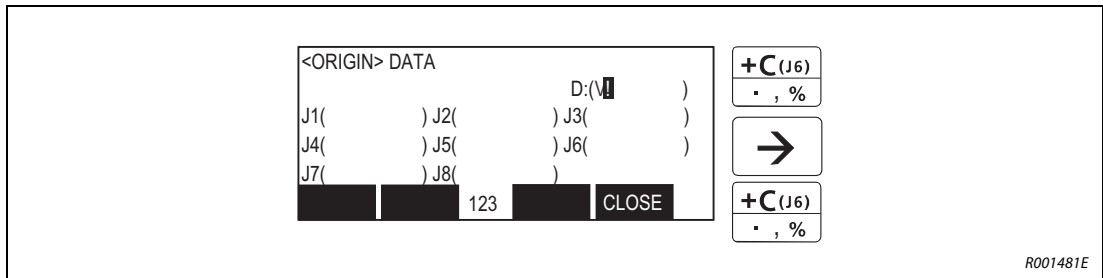 <ORIGIN> DATA
D:(V! )
J1( ) J2( ) J3( )
J4( ) J5( ) J6( )
J7( ) J8( )
123 CLOSE
+C(J6)
· , %
→
+C(J6)
· , %
R001481E